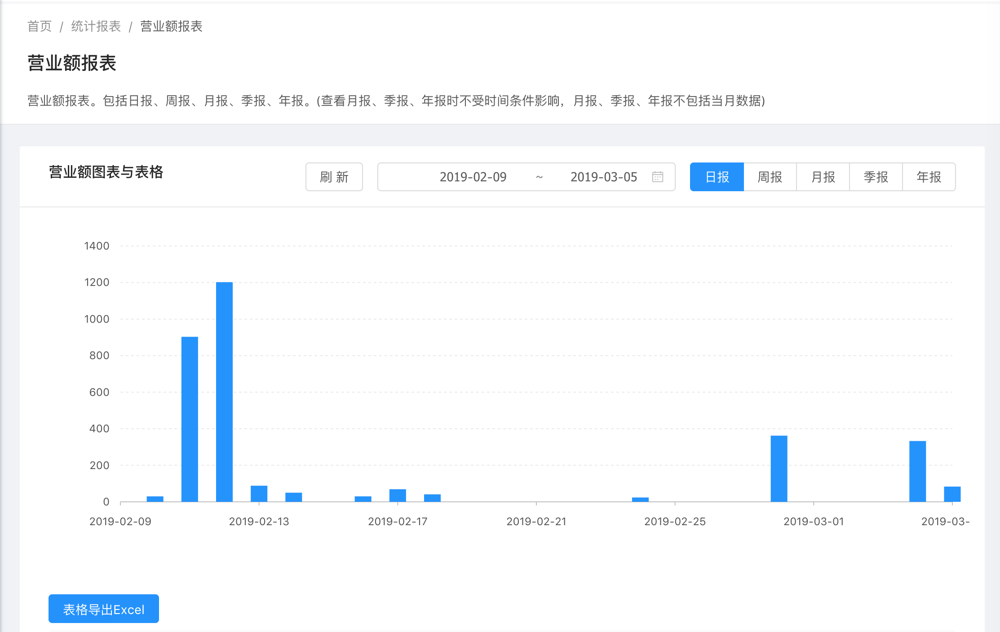 首页 / 统计报表 / 营业额报表
营业额报表
营业额报表。包括日报、周报、月报、季报、年报。(查看月报、季报、年报时不受时间条件影响，月报、季报、年报不包括当月数据)
营业额图表与表格 刷 新 2019-02-09 ~ 2019-03-05 日报 周报 月报 季报 年报
1400
1200
1000
800
600
400
200
0
2019-02-09 2019-02-13 2019-02-17 2019-02-21 2019-02-25 2019-03-01 2019-03-
表格导出Excel